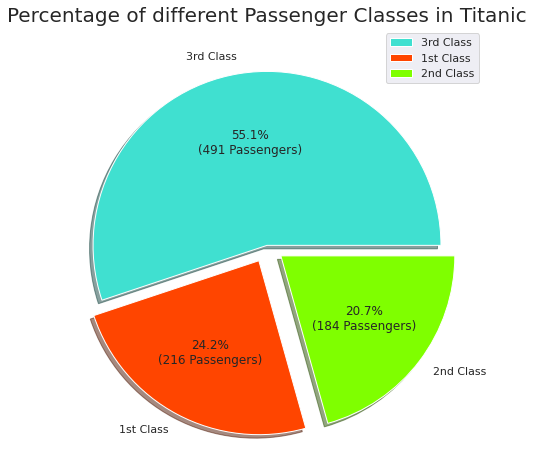 Percentage of different Passenger Classes in Titanic
3rd Class
1st Class
2nd Class
3rd Class
55.1%
(491 Passengers)
20.7%
(184 Passengers)
24.2%
(216 Passengers)
2nd Class
1st Class